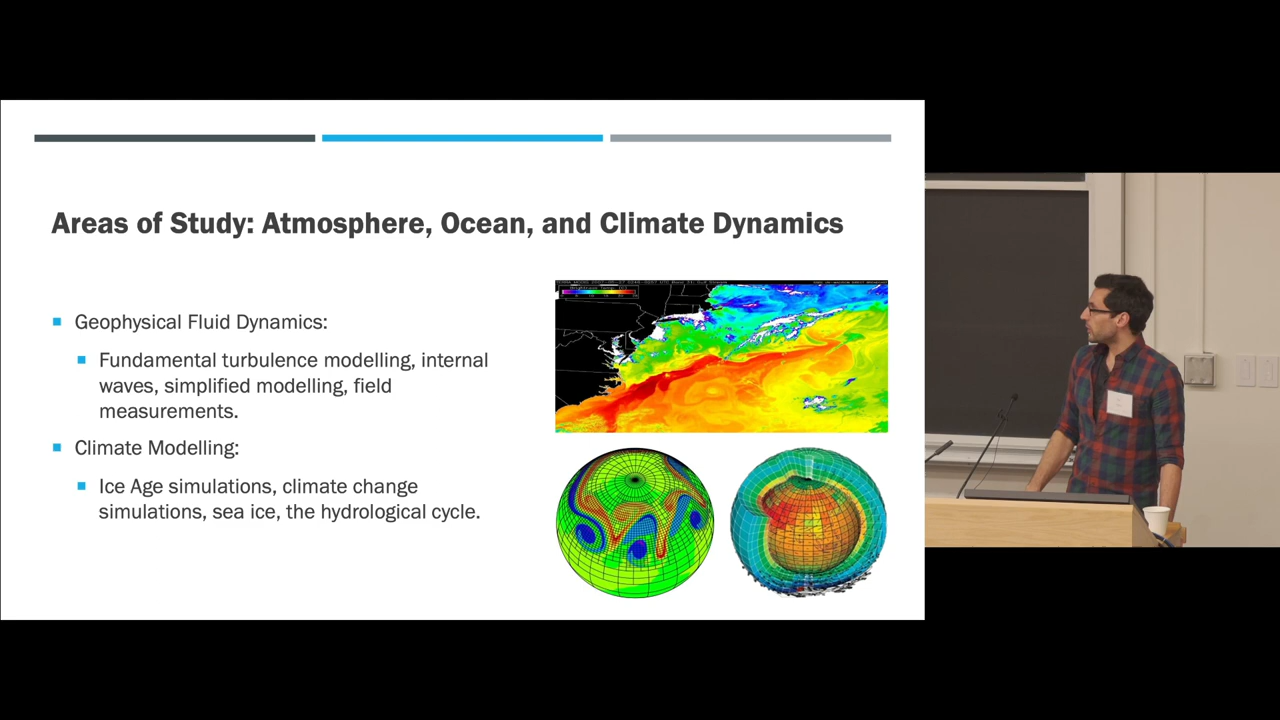 Areas of Study: Atmosphere, Ocean, and Climate Dynamics
Geophysical Fluid Dynamics:
Fundamental turbulence modelling, internal
waves, simplified modelling, field
measurements.
Climate Modelling:
Ice Age simulations, climate change
simulations, sea ice, the hydrological cycle.